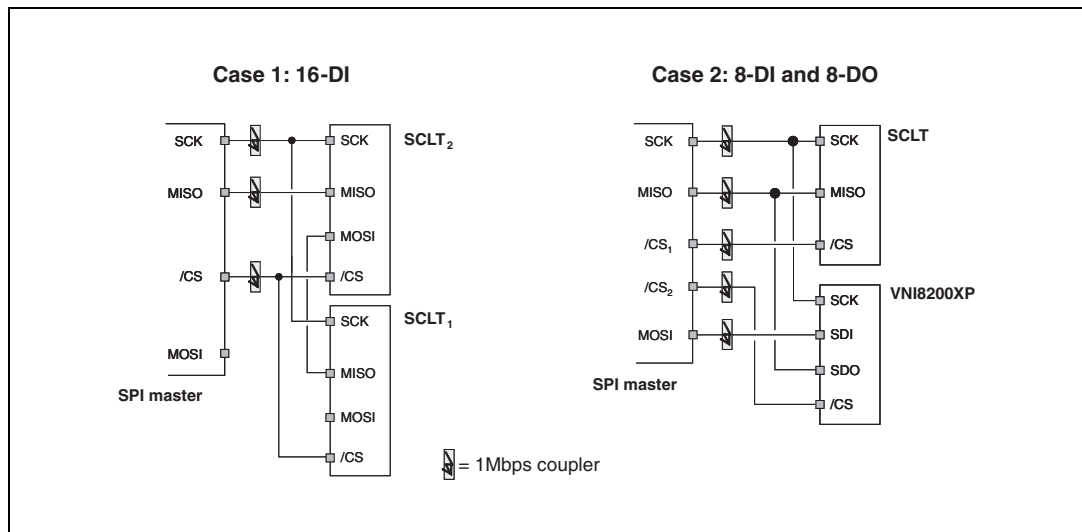 Case 1: 16-DI
SCK
MISO
/CS
MOSI
SPI master
SCK
MISO
MOSI
/CS
SCLT₂
SCK
MISO
MOSI
/CS
SCLT₁
= 1Mbps coupler
Case 2: 8-DI and 8-DO
SCK
MISO
/CS₁
/CS₂
MOSI
SPI master
SCK
MISO
/CS
SCLT
SCK
SDI
SDO
/CS
VNI8200XP